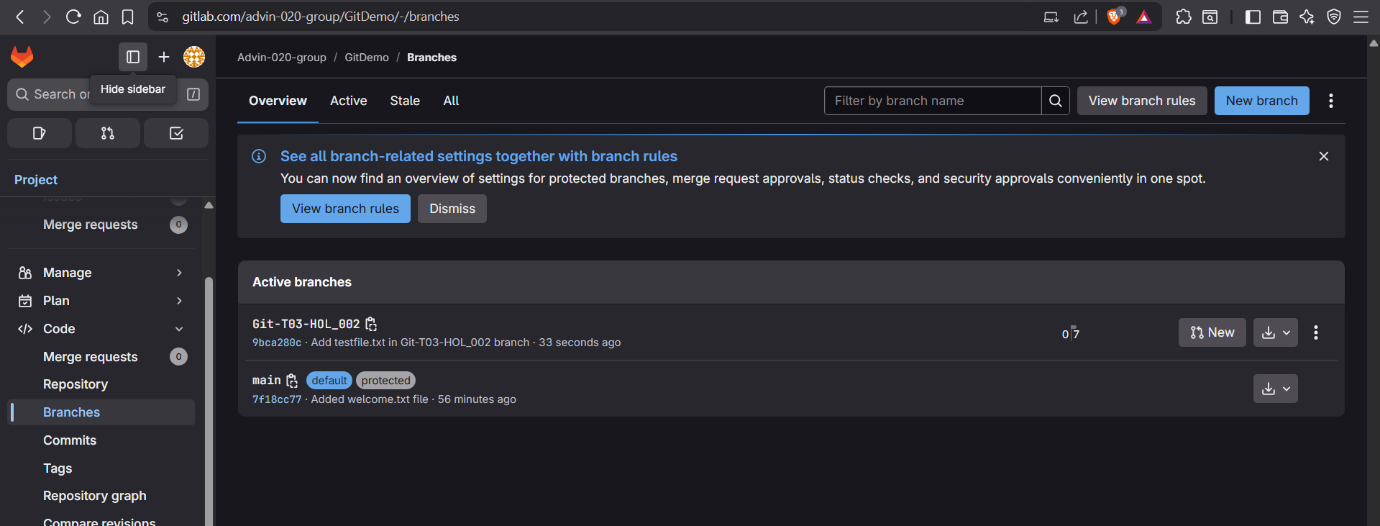 gitlab.com/advin-020-group/GitDemo/-/branches
3
Hide sidebar
Search or
/
Project
Merge requests 0
Manage
Plan
Code
Merge requests 0
Repository
Branches
Commits
Tags
Repository graph
Compare revisions
Advin-020-group / GitDemo / Branches
Overview Active Stale All
Filter by branch name
View branch rules
New branch
See all branch-related settings together with branch rules
You can now find an overview of settings for protected branches, merge request approvals, status checks, and security approvals conveniently in one spot.
View branch rules Dismiss
Active branches
Git-T03-HOL_002
9bca280c · Add testfile.txt in Git-T03-HOL_002 branch · 33 seconds ago
0 7
New
main default protected
7f18cc77 · Added welcome.txt file · 56 minutes ago